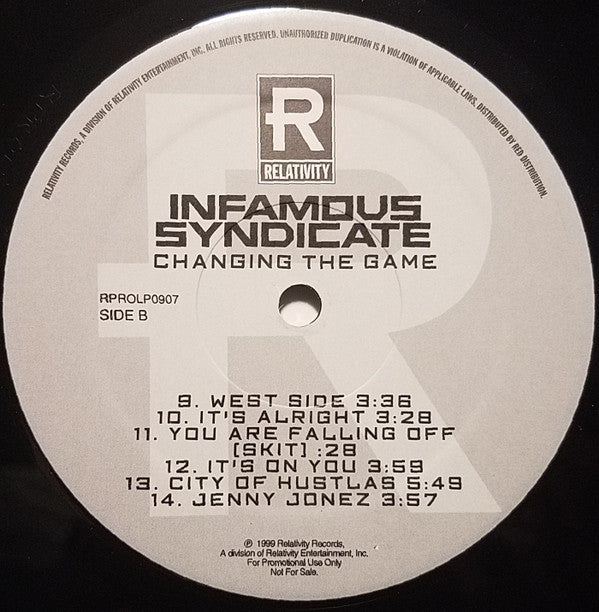 RELATIVITY RECORDS, A DIVISION OF RELATIVITY ENTERTAINMENT, INC. ALL RIGHTS RESERVED. UNAUTHORIZED DUPLICATION IS A VIOLATION OF APPLICABLE LAWS. DISTRIBUTED BY RED DISTRIBUTION.
R
RELATIVITY
INFAMOUS
SYNDICATE
CHANGING THE GAME
RPROLP0907
SIDE B
9. WEST SIDE 3:36
10. IT'S ALRIGHT 3:28
11. YOU ARE FALLING OFF
[SKIT] :28
12. IT'S ON YOU 3:59
13. CITY OF HUSTLAS 5:49
14. JENNY JONEZ 3:57
℗ 1999 Relativity Records,
A division of Relativity Entertainment, Inc.
For Promotional Use Only
Not For Sale.